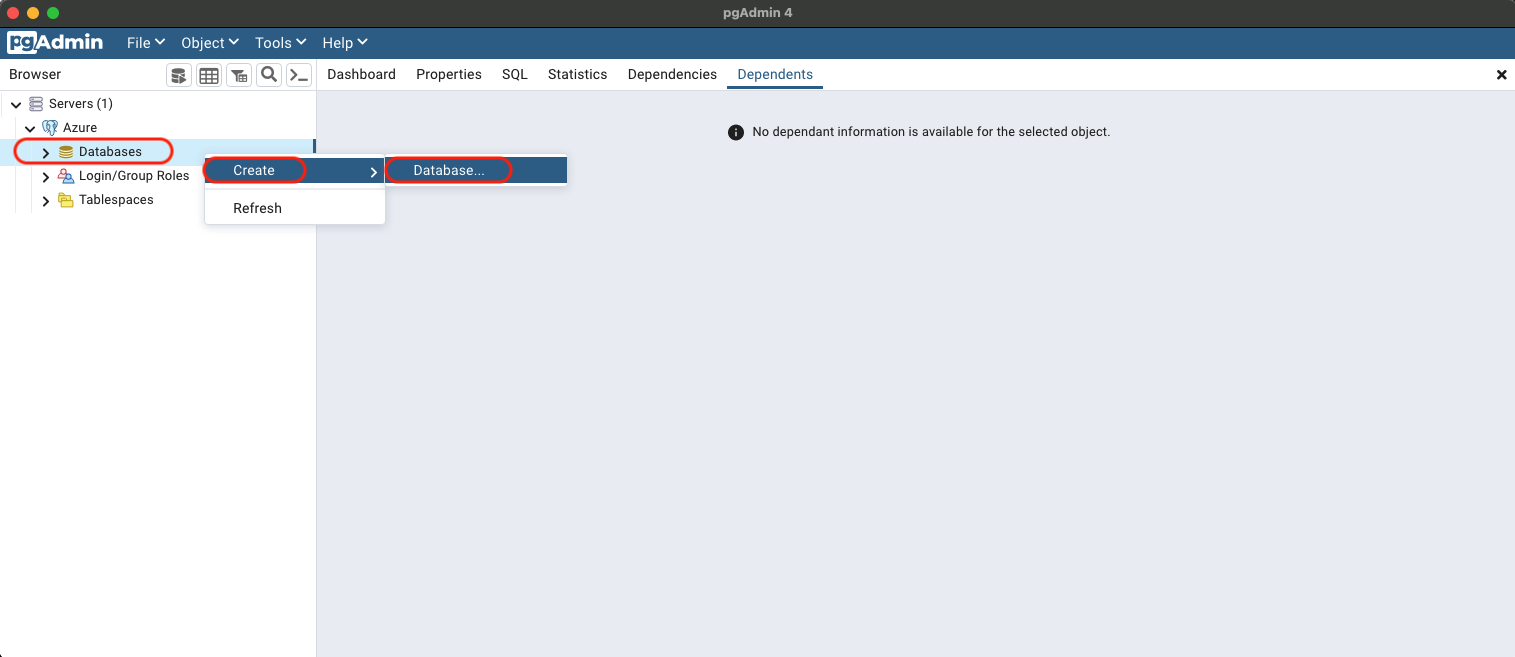 pgAdmin 4
pgAdmin File Object Tools Help
Browser Dashboard Properties SQL Statistics Dependencies Dependents
Servers (1)
Azure
No dependant information is available for the selected object.
Databases
Create Database...
Login/Group Roles
Tablespaces
Refresh